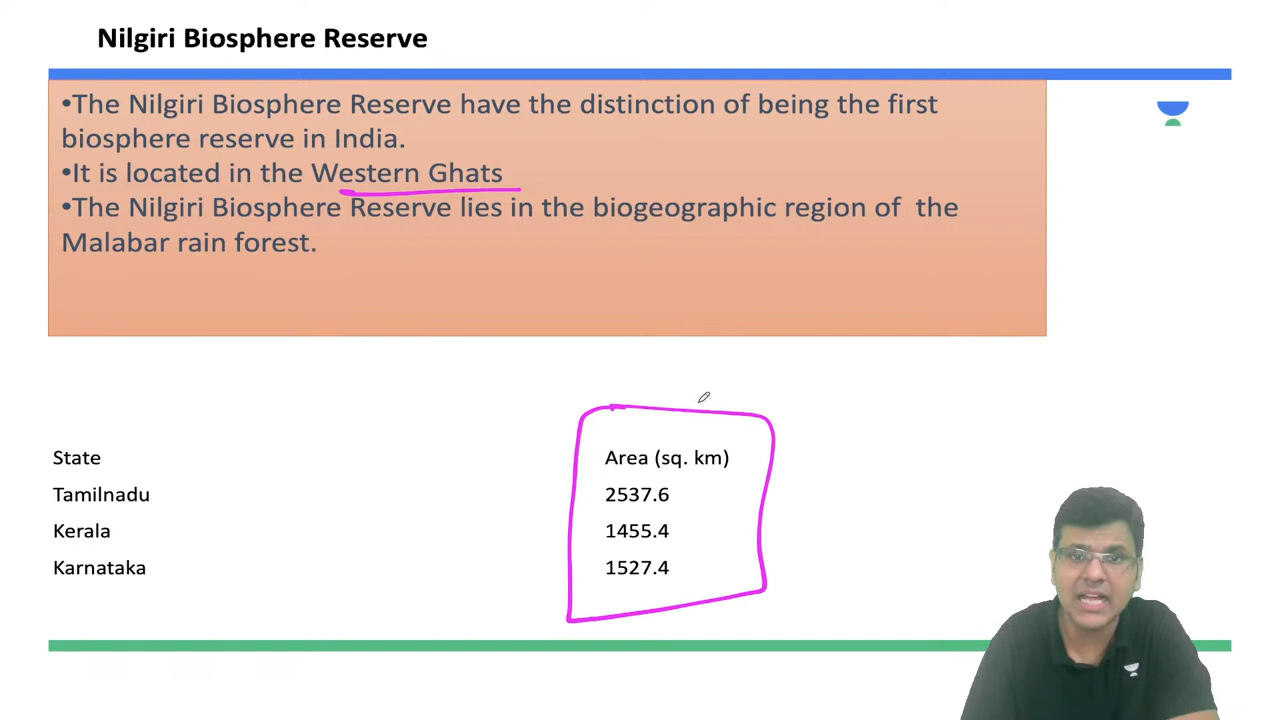 Nilgiri Biosphere Reserve
•The Nilgiri Biosphere Reserve have the distinction of being the first
biosphere reserve in India.
•It is located in the Western Ghats
•The Nilgiri Biosphere Reserve lies in the biogeographic region of  the
Malabar rain forest.
State Area (sq. km)
Tamilnadu 2537.6
Kerala 1455.4
Karnataka 1527.4